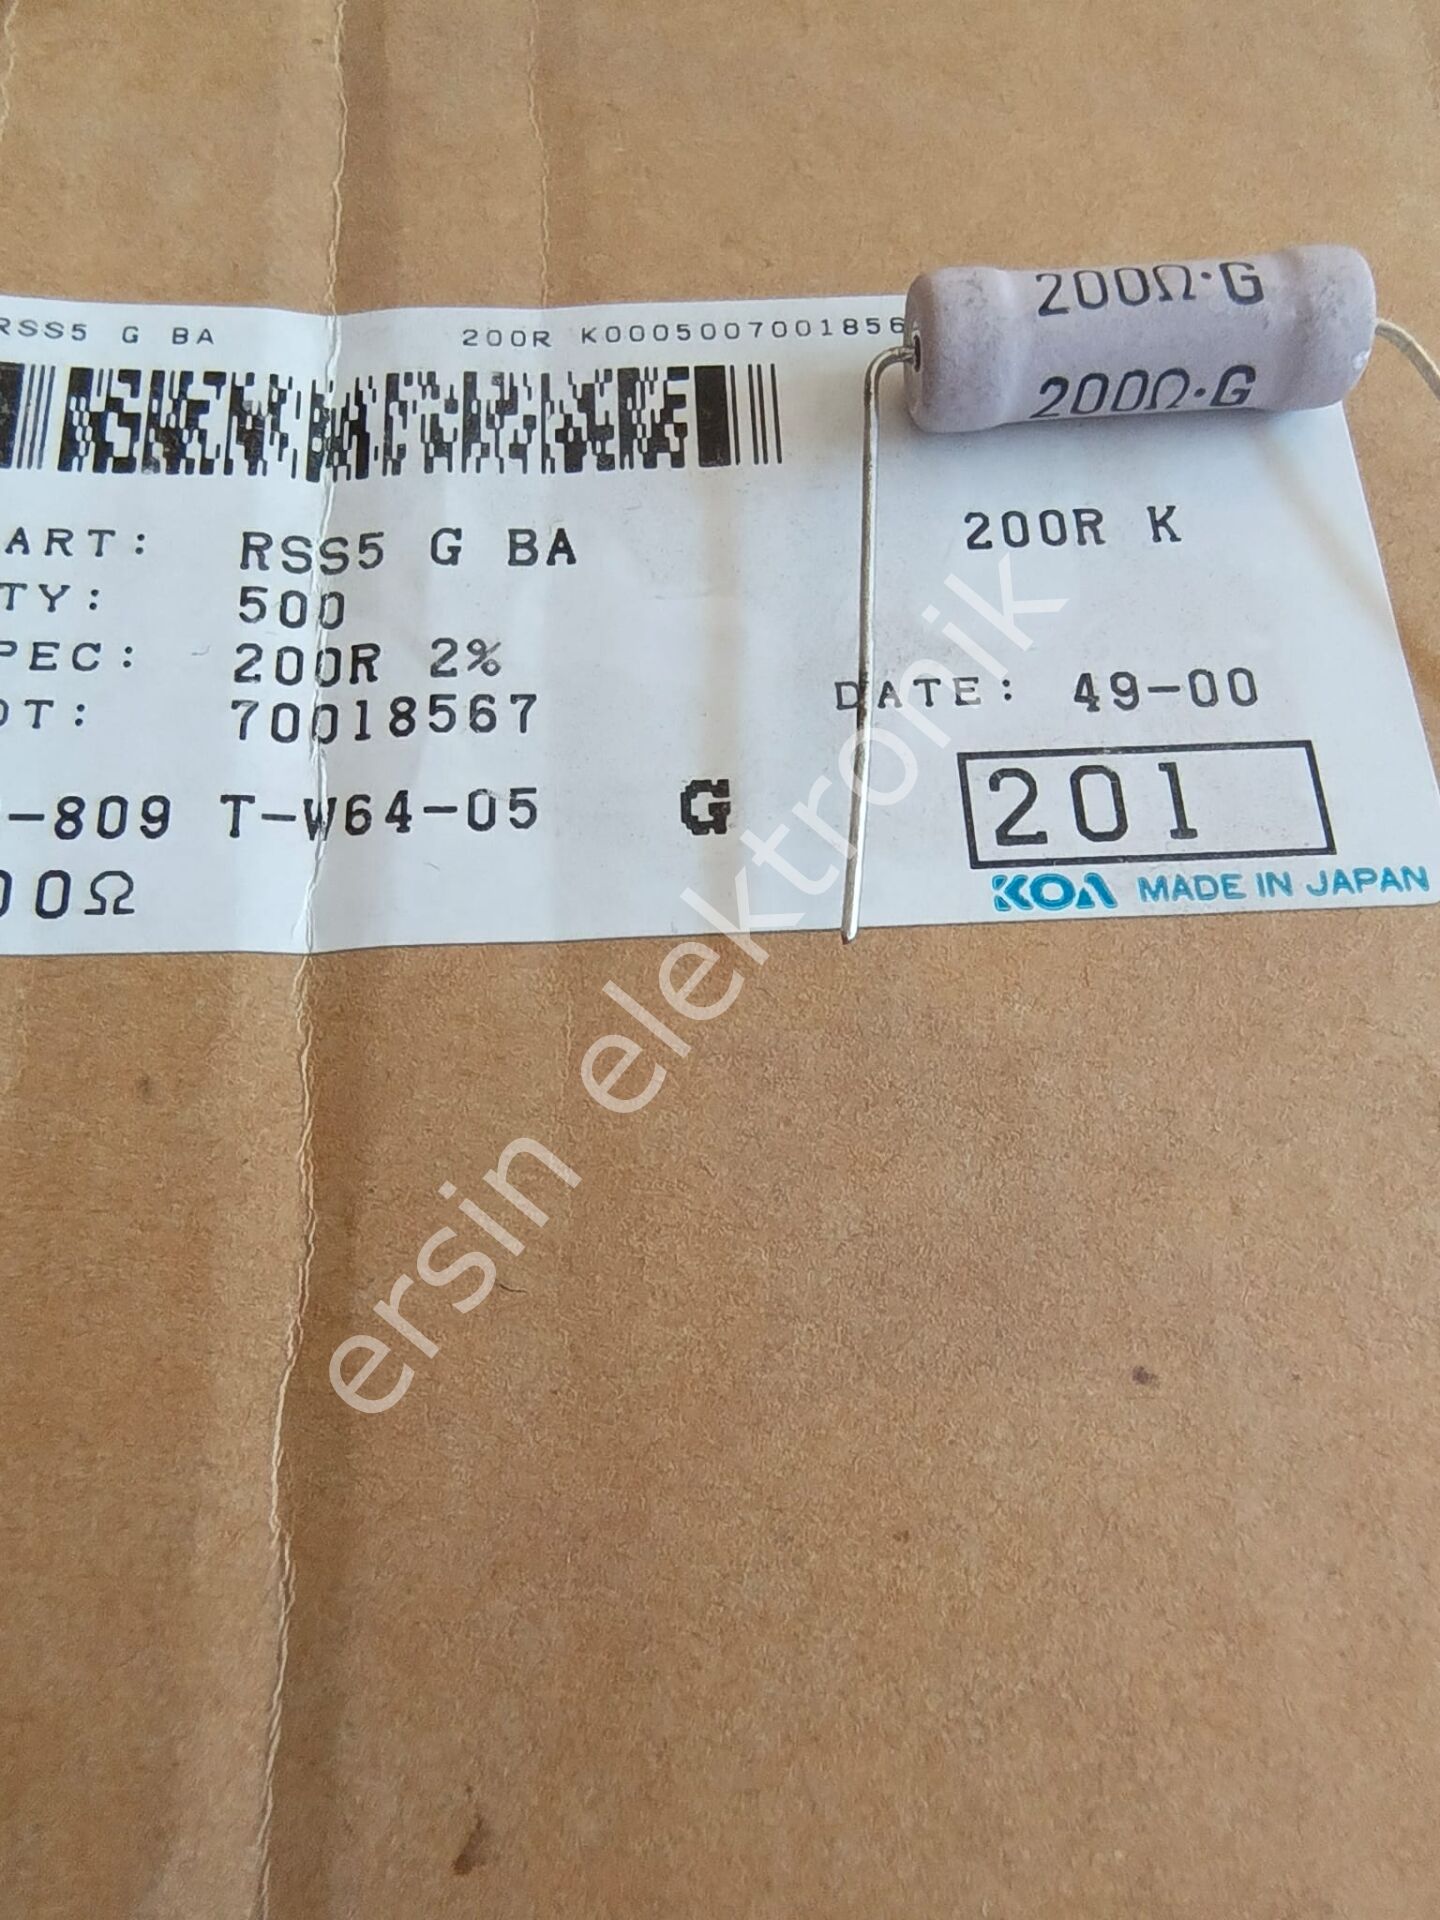 200Ω·G
200Ω·G
RSS5 G BA 200R K0005007001856
ART: RSS5 G BA 200R K
TY: 500
PEC: 200R 2%
OT: 70018567 DATE: 49-00
-809 T-W64-05 G 201
00Ω
KOA MADE IN JAPAN
ersin elektronik